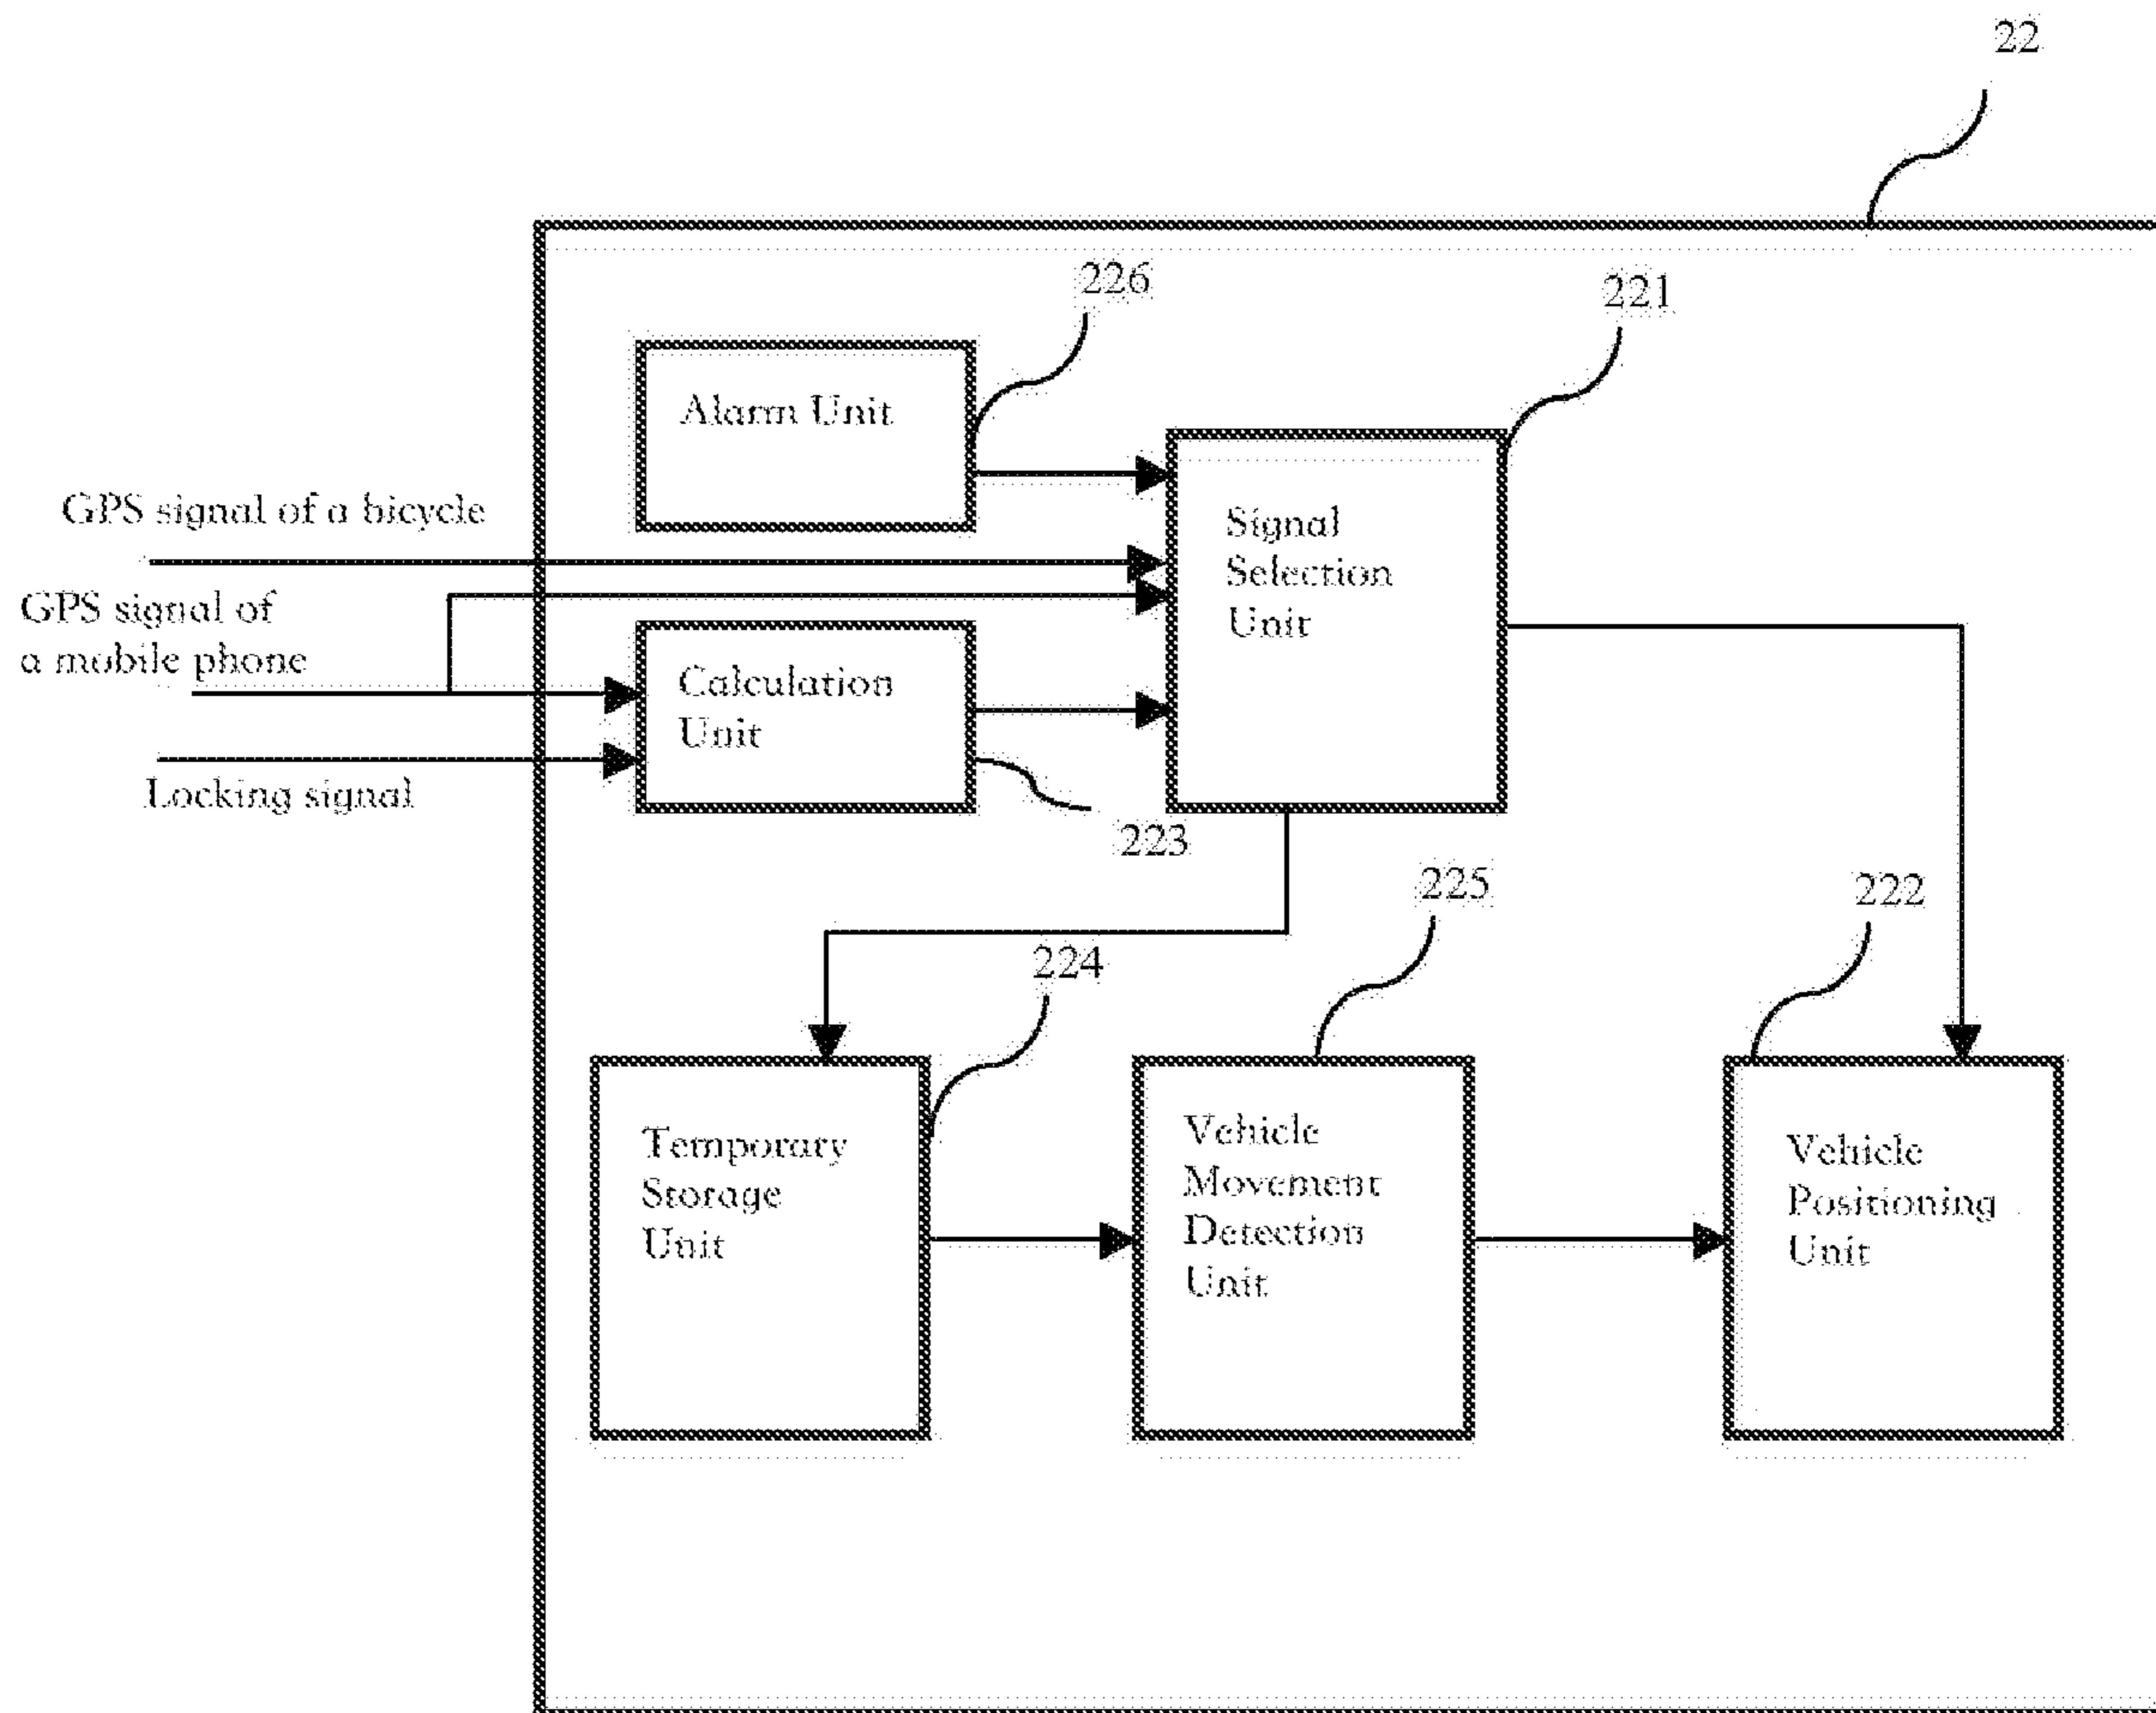 22
226
221
Alarm Unit
GPS signal of a bicycle
Signal
Selection
Unit
GPS signal of
a mobile phone
Calculation
Unit
Locking signal
223
225
222
224
Temporary
Storage
Unit
Vehicle
Movement
Detection
Unit
Vehicle
Positioning
Unit